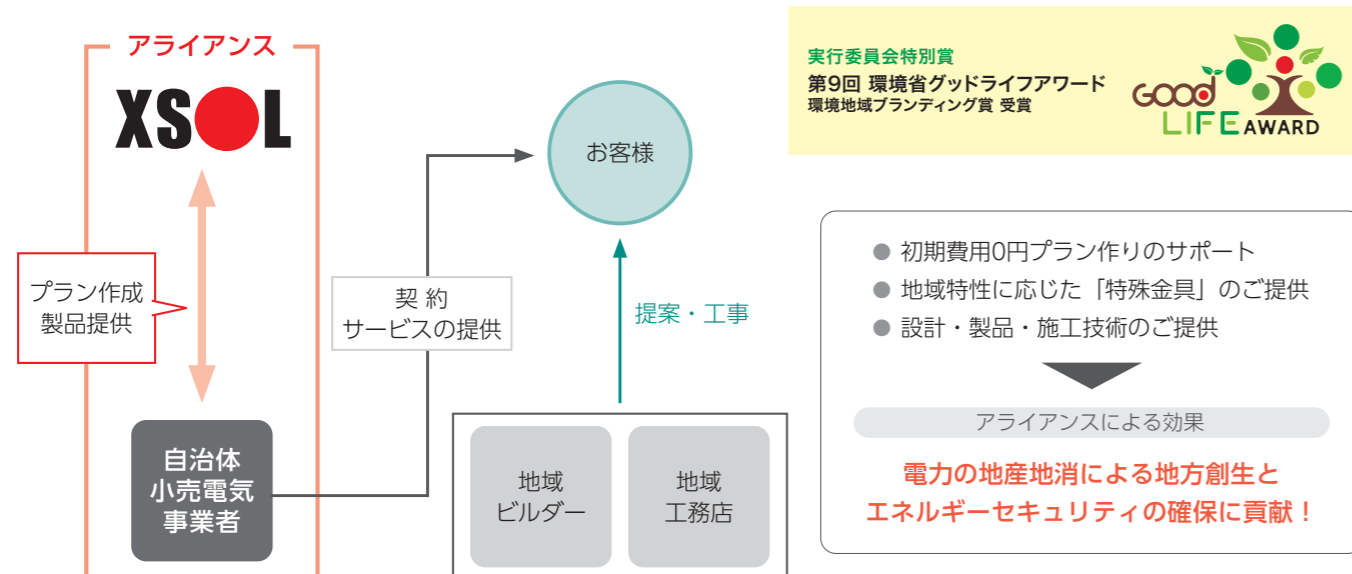 アライアンス
XSOL
プラン作成
製品提供
自治体
小売電気
事業者
契 約
サービスの提供
お客様
提案・工事
地域
ビルダー
地域
工務店
実行委員会特別賞
第9回 環境省グッドライフアワード
環境地域ブランディング賞 受賞
GOOD
LIFE AWARD
● 初期費用0円プラン作りのサポート
● 地域特性に応じた「特殊金具」のご提供
● 設計・製品・施工技術のご提供
アライアンスによる効果
電力の地産地消による地方創生と
エネルギーセキュリティの確保に貢献！